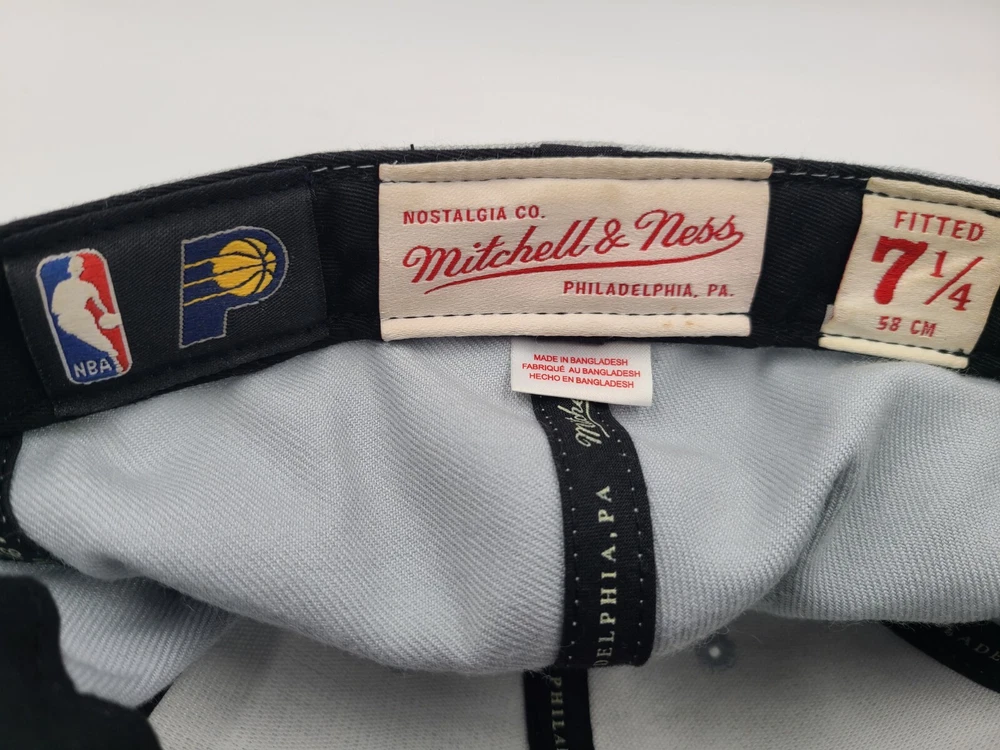 NBA
NOSTALGIA CO.
Mitchell & Ness
PHILADELPHIA, PA.
FITTED
7 1/4
58 CM
MADE IN BANGLADESH
FABRIQUÉ AU BANGLADESH
HECHO EN BANGLADESH
DELPHIA, PA
PHILA